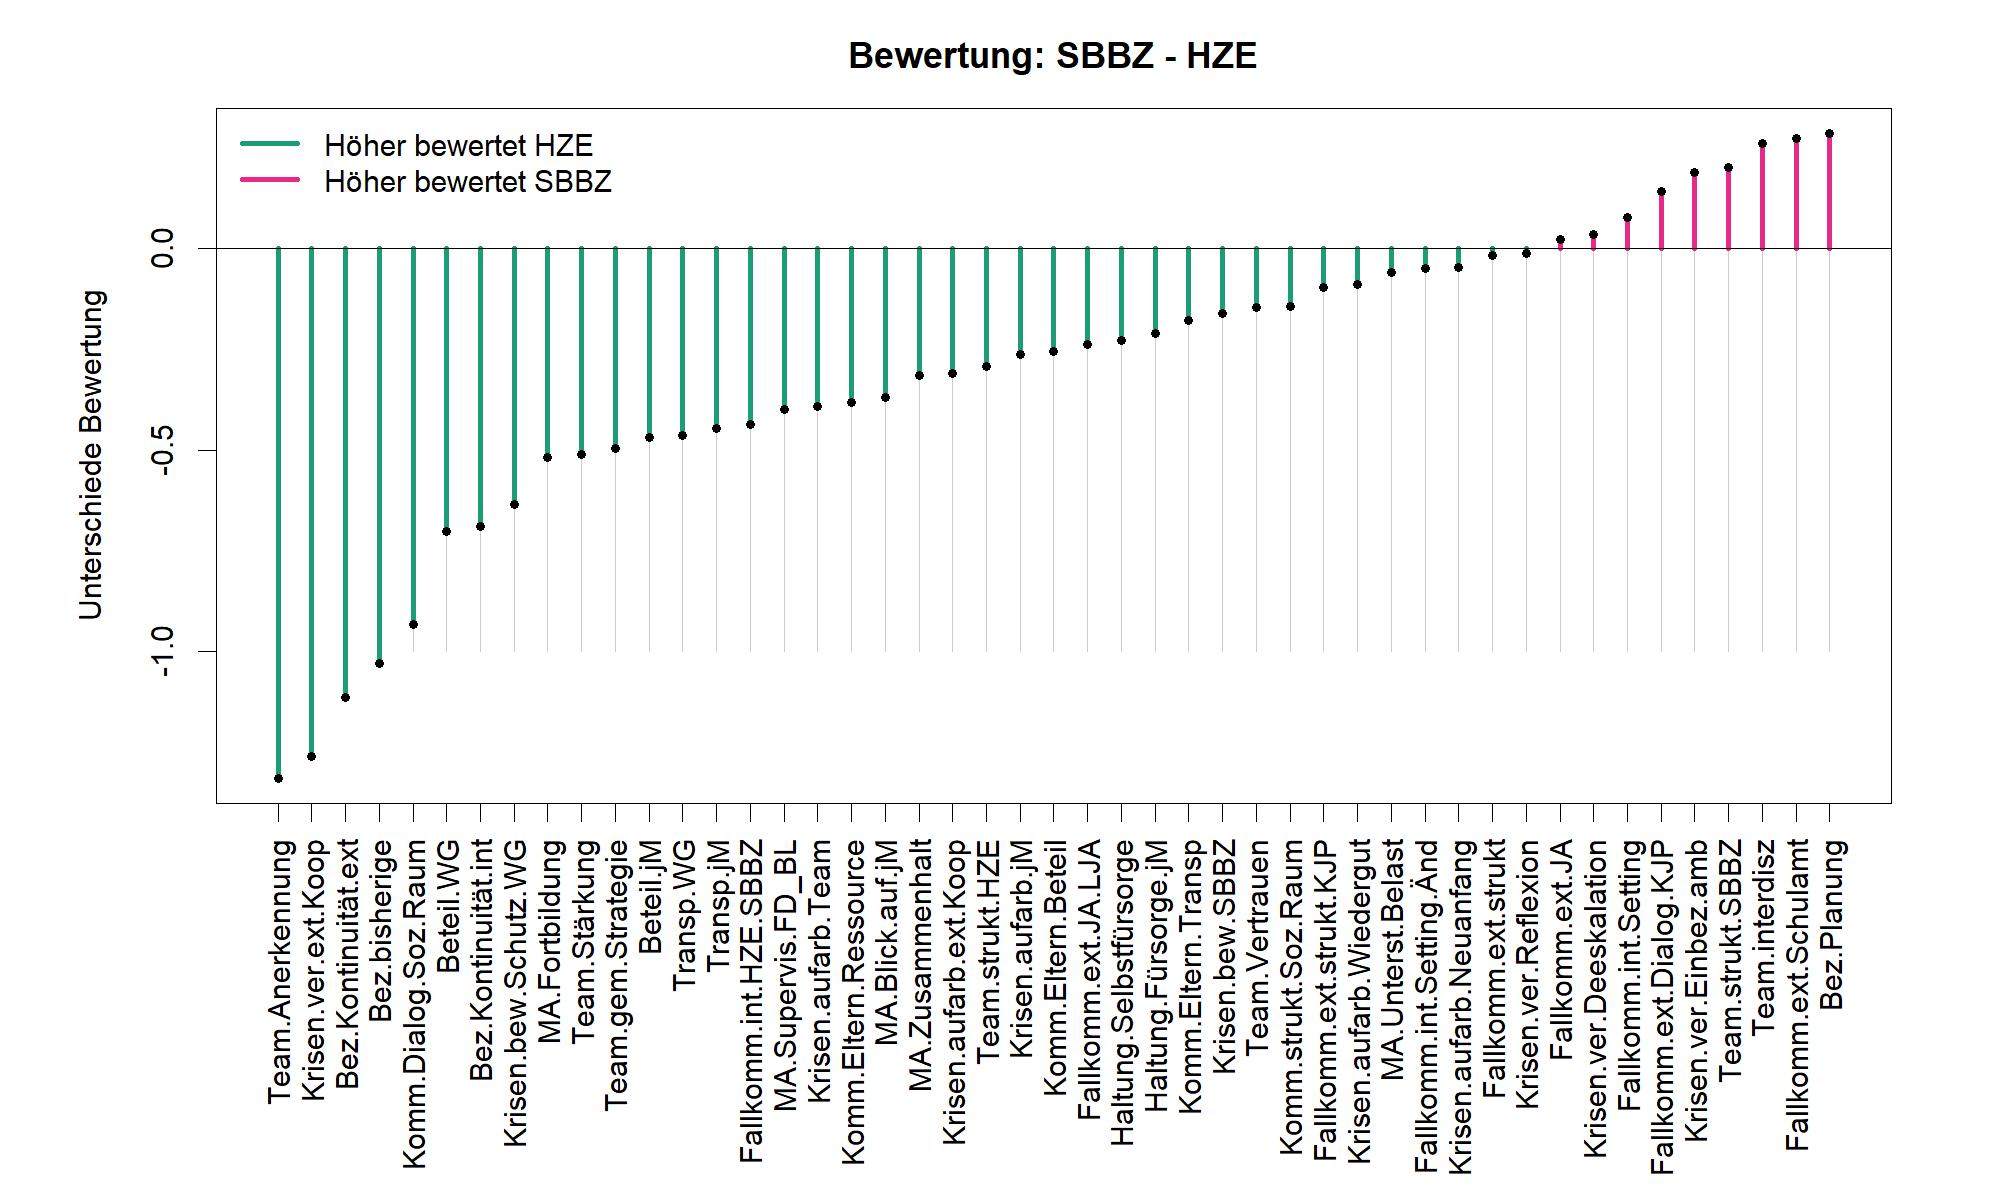 Bewertung: SBBZ - HZE
Höher bewertet HZE
Höher bewertet SBBZ
Unterschiede Bewertung
0.0
-0.5
-1.0
Team.Anerkennung
Krisen.ver.ext.Koop
Bez.Kontinuität.ext
Bez.bisherige
Komm.Dialog.Soz.Raum
Beteil.WG
Bez.Kontinuität.int
Krisen.bew.Schutz.WG
MA.Fortbildung
Team.Stärkung
Team.gem.Strategie
Beteil.jM
Transp.WG
Transp.jM
Fallkomm.int.HZE.SBBZ
MA.Supervis.FD_BL
Krisen.aufarb.Team
Komm.Eltern.Ressource
MA.Blick.auf.jM
MA.Zusammenhalt
Krisen.aufarb.ext.Koop
Team.strukt.HZE
Krisen.aufarb.jM
Komm.Eltern.Beteil
Fallkomm.ext.JA.LJA
Haltung.Selbstfürsorge
Haltung.Fürsorge.jM
Komm.Eltern.Transp
Krisen.bew.SBBZ
Team.Vertrauen
Komm.strukt.Soz.Raum
Fallkomm.ext.strukt.KJP
Krisen.aufarb.Wiedergut
MA.Unterst.Belast
Fallkomm.int.Setting.Änd
Krisen.aufarb.Neuanfang
Fallkomm.ext.strukt
Krisen.ver.Reflexion
Fallkomm.ext.JA
Krisen.ver.Deeskalation
Fallkomm.int.Setting
Fallkomm.ext.Dialog.KJP
Krisen.ver.Einbez.amb
Team.strukt.SBBZ
Team.interdisz
Fallkomm.ext.Schulamt
Bez.Planung